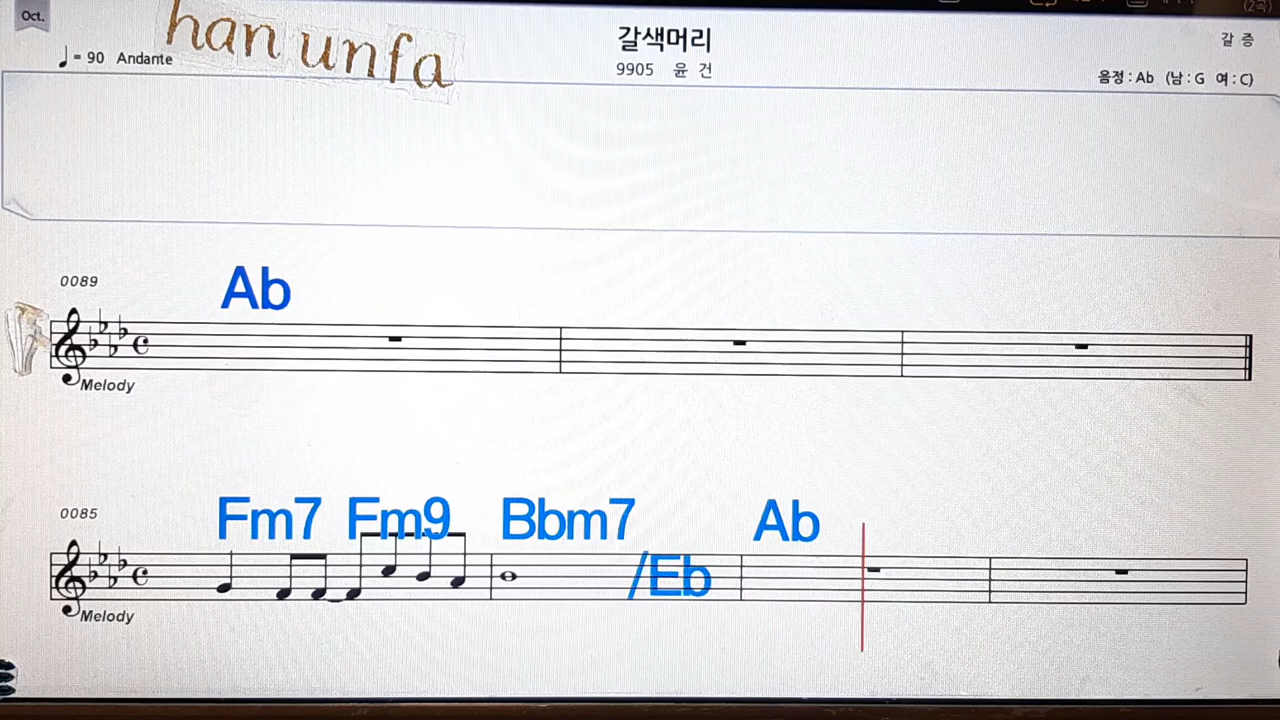 Oct.
han unfa
갈색머리
갈 증
♩= 90 Andante
9905 윤 건
음정 : Ab (남 : G 여 : C)
0089
Ab
Melody
0085
Fm7 Fm9 Bbm7 /Eb Ab
Melody